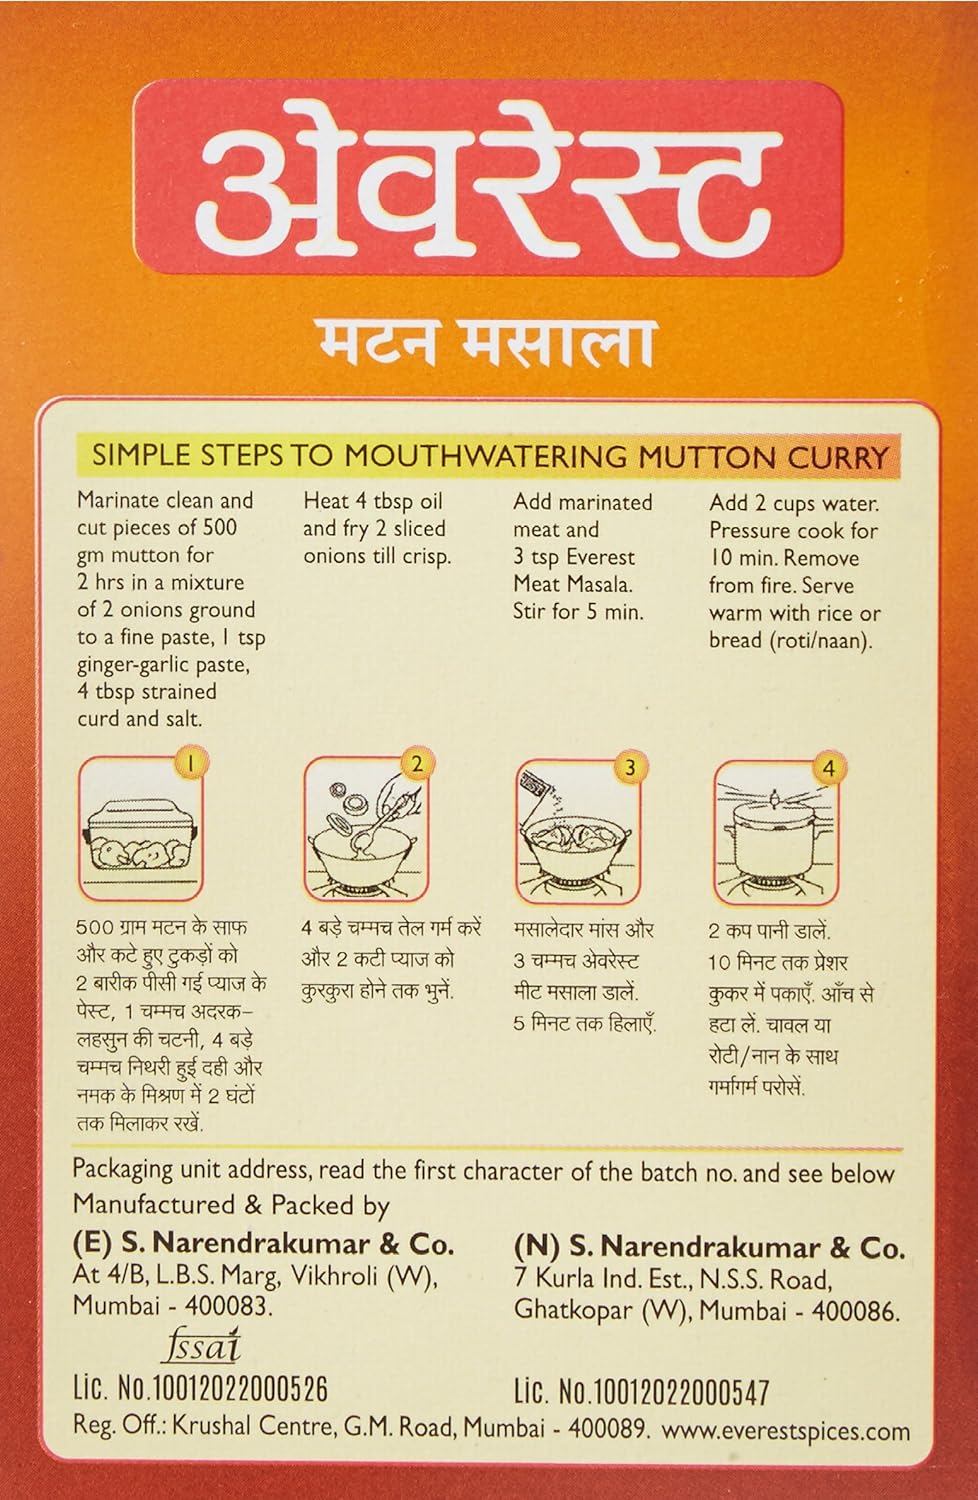 अेवरेस्ट
मटन मसाला
SIMPLE STEPS TO MOUTHWATERING MUTTON CURRY
Marinate clean and
cut pieces of 500
gm mutton for
2 hrs in a mixture
of 2 onions ground
to a fine paste, 1 tsp
ginger-garlic paste,
4 tbsp strained
curd and salt.
Heat 4 tbsp oil
and fry 2 sliced
onions till crisp.
Add marinated
meat and
3 tsp Everest
Meat Masala.
Stir for 5 min.
Add 2 cups water.
Pressure cook for
10 min. Remove
from fire. Serve
warm with rice or
bread (roti/naan).
1
2
3
4
500 ग्राम मटन के साफ
और कटे हुए टुकड़ों को
2 बारीक पीसी गई प्याज के
पेस्ट, 1 चम्मच अदरक-
लहसुन की चटनी, 4 बड़े
चम्मच निथरी हुई दही और
नमक के मिश्रण में 2 घंटों
तक मिलाकर रखें.
4 बड़े चम्मच तेल गर्म करें
और 2 कटी प्याज को
कुरकुरा होने तक भुनें.
मसालेदार मांस और
3 चम्मच अेवरेस्ट
मीट मसाला डालें.
5 मिनट तक हिलाएँ.
2 कप पानी डालें.
10 मिनट तक प्रेशर
कुकर में पकाएँ. आँच से
हटा लें. चावल या
रोटी/नान के साथ
गर्मागर्म परोसें.
Packaging unit address, read the first character of the batch no. and see below
Manufactured & Packed by
(E) S. Narendrakumar & Co.
At 4/B, L.B.S. Marg, Vikhroli (W),
Mumbai - 400083.
fssai
Lic. No.10012022000526
(N) S. Narendrakumar & Co.
7 Kurla Ind. Est., N.S.S. Road,
Ghatkopar (W), Mumbai - 400086.
Lic. No.10012022000547
Reg. Off.: Krushal Centre, G.M. Road, Mumbai - 400089. www.everestspices.com